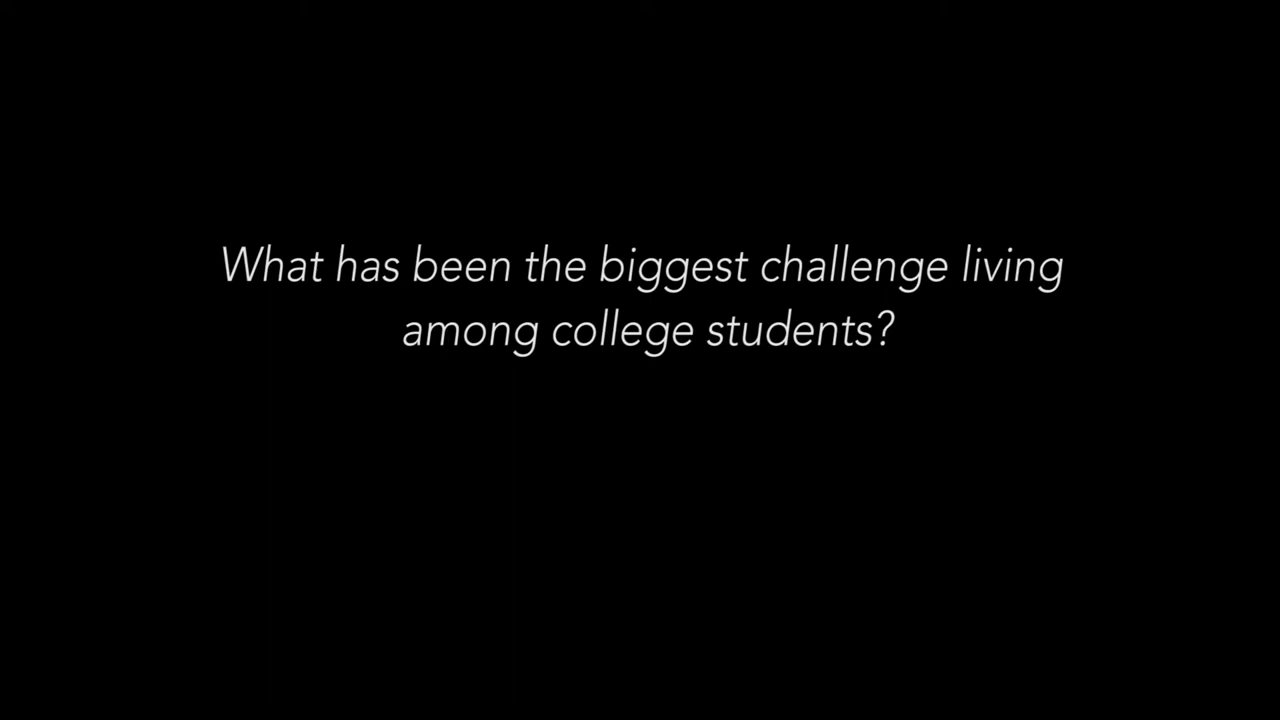 What has been the biggest challenge living
among college students?